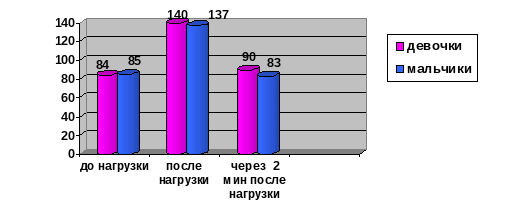 140
120
100
80
60
40
20
0
84
85
140
137
90
83
до нагрузки
после
нагрузки
через 2
мин после
нагрузки
девочки
мальчики